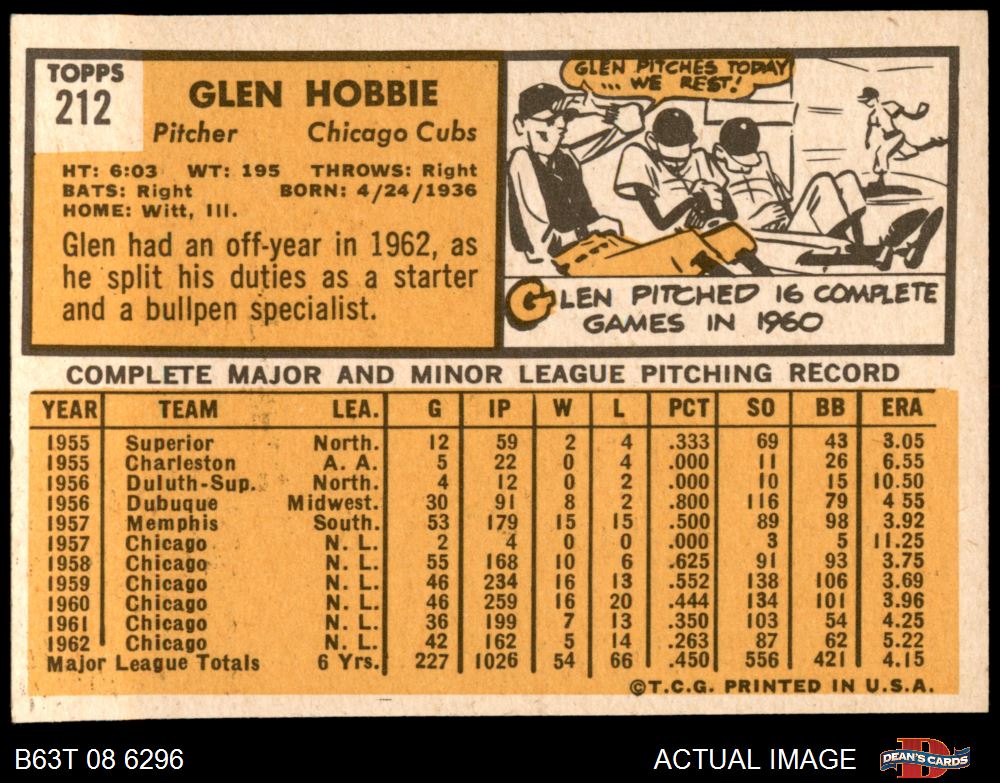 TOPPS
212
GLEN HOBBIE
Pitcher Chicago Cubs
HT: 6:03 WT: 195 THROWS: Right
BATS: Right BORN: 4/24/1936
HOME: Witt, Ill.
Glen had an off-year in 1962, as
he split his duties as a starter
and a bullpen specialist.
GLEN PITCHES TODAY
... WE REST!
GLEN PITCHED 16 COMPLETE
GAMES IN 1960
COMPLETE MAJOR AND MINOR LEAGUE PITCHING RECORD
YEAR TEAM LEA. G IP W L PCT SO BB ERA
1955 Superior North. 12 59 2 4 .333 69 43 3.05
1955 Charleston A. A. 5 22 0 4 .000 11 26 6.55
1956 Duluth-Sup. North. 4 12 0 2 .000 10 15 10.50
1956 Dubuque Midwest. 30 91 8 2 .800 116 79 4 55
1957 Memphis South. 53 179 15 15 .500 89 98 3.92
1957 Chicago N. L. 2 4 0 0 .000 3 5 11.25
1958 Chicago N. L. 55 168 10 6 .625 91 93 3.75
1959 Chicago N. L. 46 234 16 13 .552 138 106 3.69
1960 Chicago N. L. 46 259 16 20 .444 134 101 3.96
1961 Chicago N. L. 36 199 7 13 .350 103 54 4.25
1962 Chicago N. L. 42 162 5 14 .263 87 62 5.22
Major League Totals 6 Yrs. 227 1026 54 66 .450 556 421 4.15
©T.C.G. PRINTED IN U.S.A.
B63T 08 6296 ACTUAL IMAGE DEAN'S CARDS